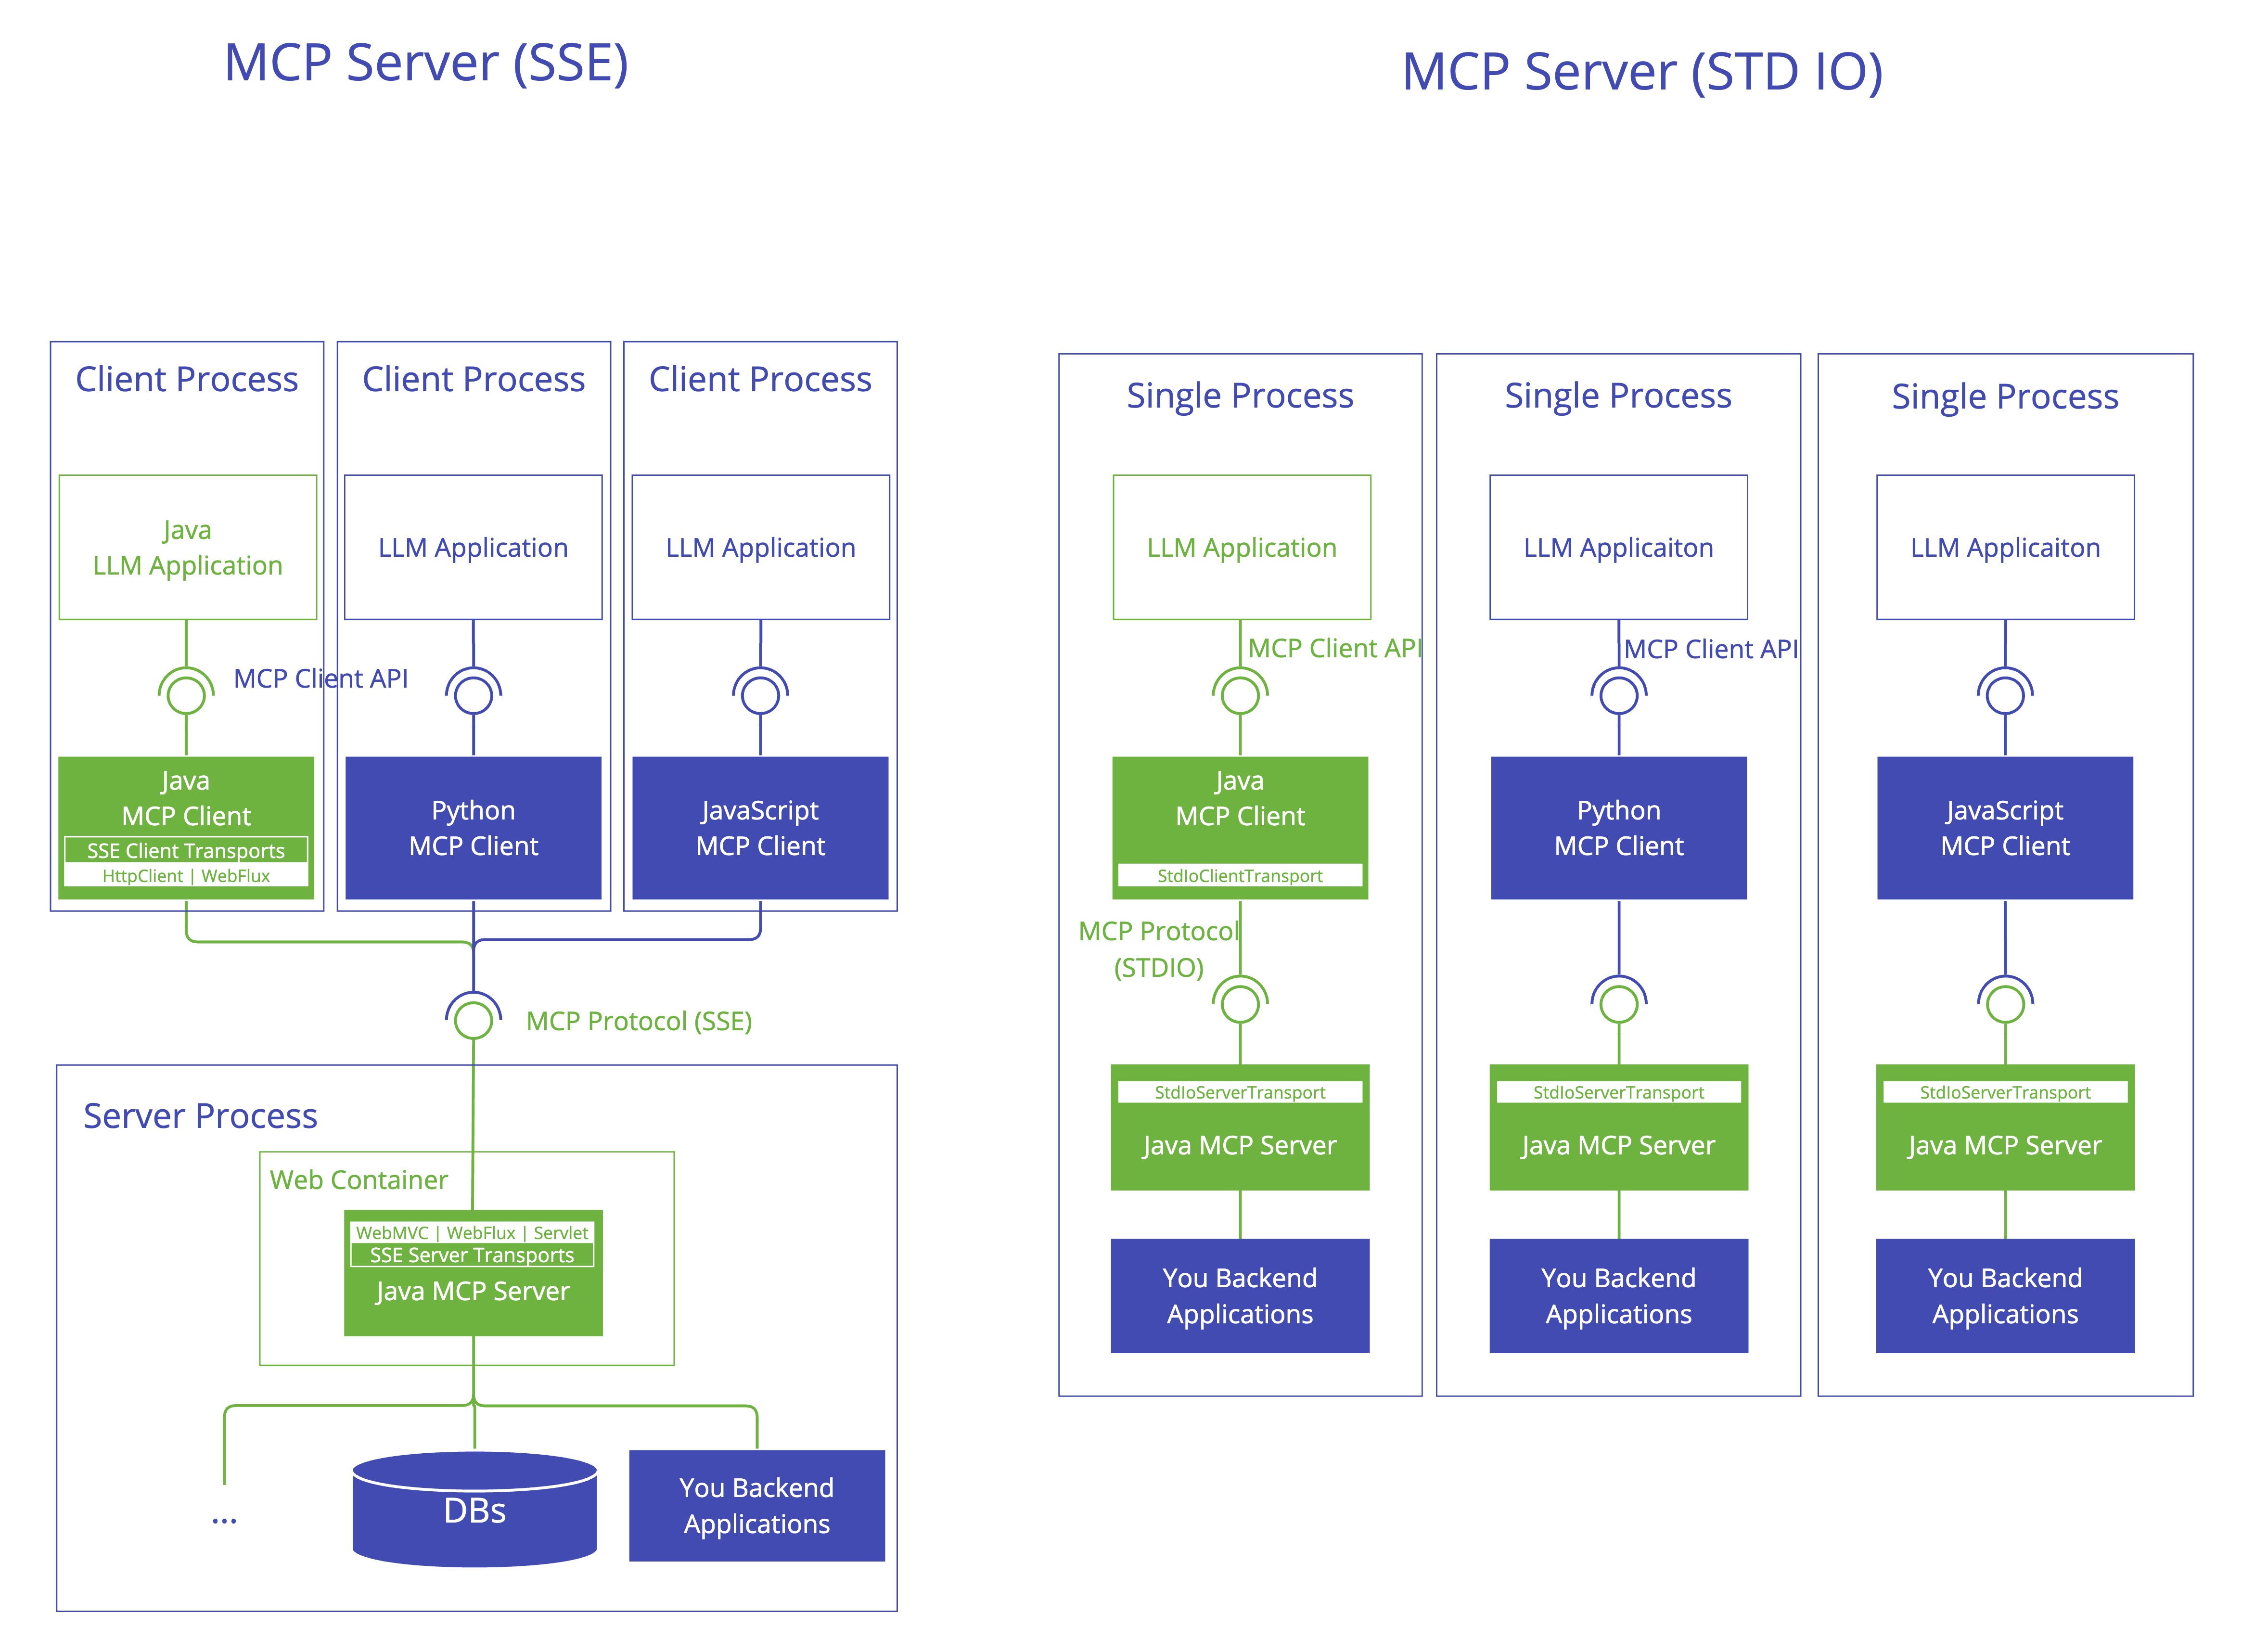 MCP Server (SSE)
Client Process
Client Process
Client Process
Java
LLM Application
LLM Application
LLM Application
MCP Client API
Java
MCP Client
SSE Client Transports
HttpClient | WebFlux
Python
MCP Client
JavaScript
MCP Client
MCP Protocol (SSE)
Server Process
Web Container
WebMVC | WebFlux | Servlet
SSE Server Transports
Java MCP Server
...
DBs
You Backend
Applications
MCP Server (STD IO)
Single Process
LLM Application
MCP Client API
Java
MCP Client
StdIoClientTransport
MCP Protocol
(STDIO)
StdIoServerTransport
Java MCP Server
You Backend
Applications
Single Process
LLM Applicaiton
MCP Client API
Python
MCP Client
StdIoServerTransport
Java MCP Server
You Backend
Applications
Single Process
LLM Applicaiton
JavaScript
MCP Client
StdIoServerTransport
Java MCP Server
You Backend
Applications